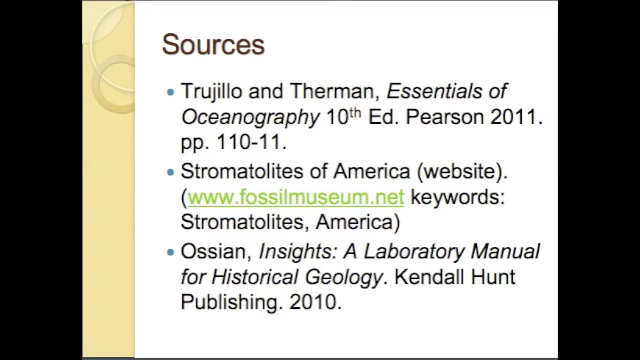 Sources
Trujillo and Therman, Essentials of
Oceanography 10th Ed. Pearson 2011.
pp. 110-11.
Stromatolites of America (website).
(www.fossilmuseum.net keywords:
Stromatolites, America)
Ossian, Insights: A Laboratory Manual
for Historical Geology. Kendall Hunt
Publishing. 2010.